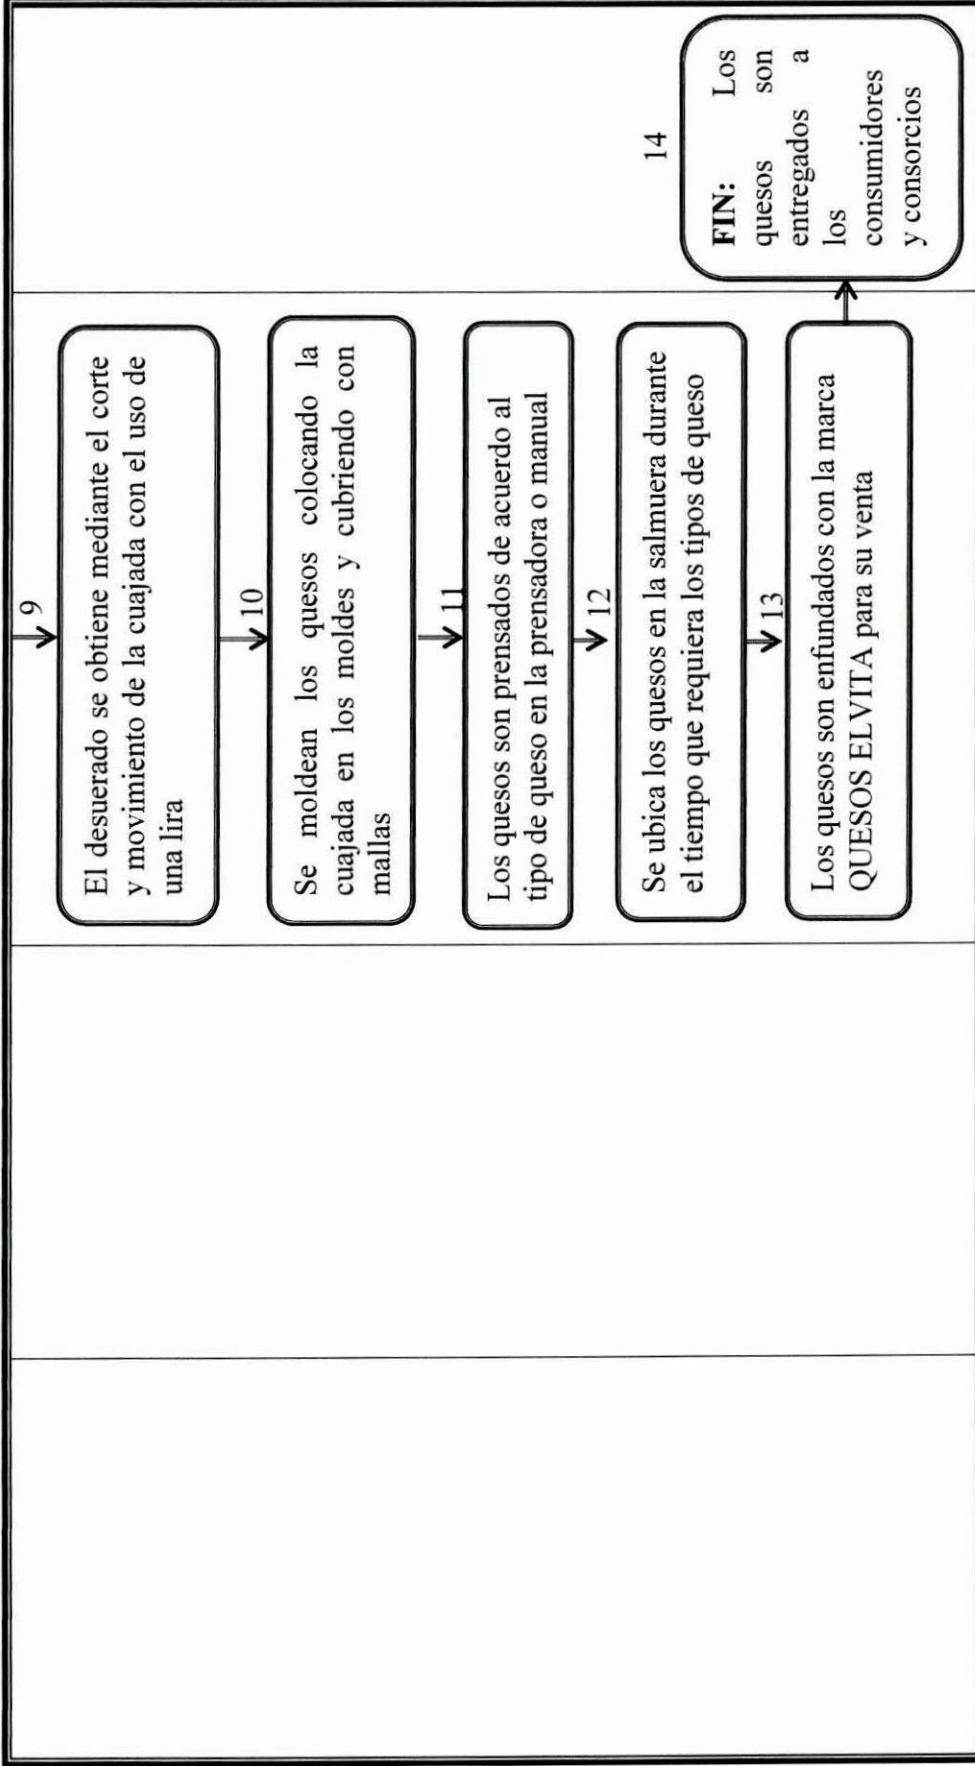 9
El desuerado se obtiene mediante el corte
y movimiento de la cuajada con el uso de
una lira
10
Se moldean los quesos colocando la
cuajada en los moldes y cubriendo con
mallas
11
Los quesos son prensados de acuerdo al
tipo de queso en la prensadora o manual
12
Se ubica los quesos en la salmuera durante
el tiempo que requiera los tipos de queso
13
Los quesos son enfundados con la marca
QUESOS ELVITA para su venta
14
FIN: Los
quesos son
entregados a
los
consumidores
y consorcios